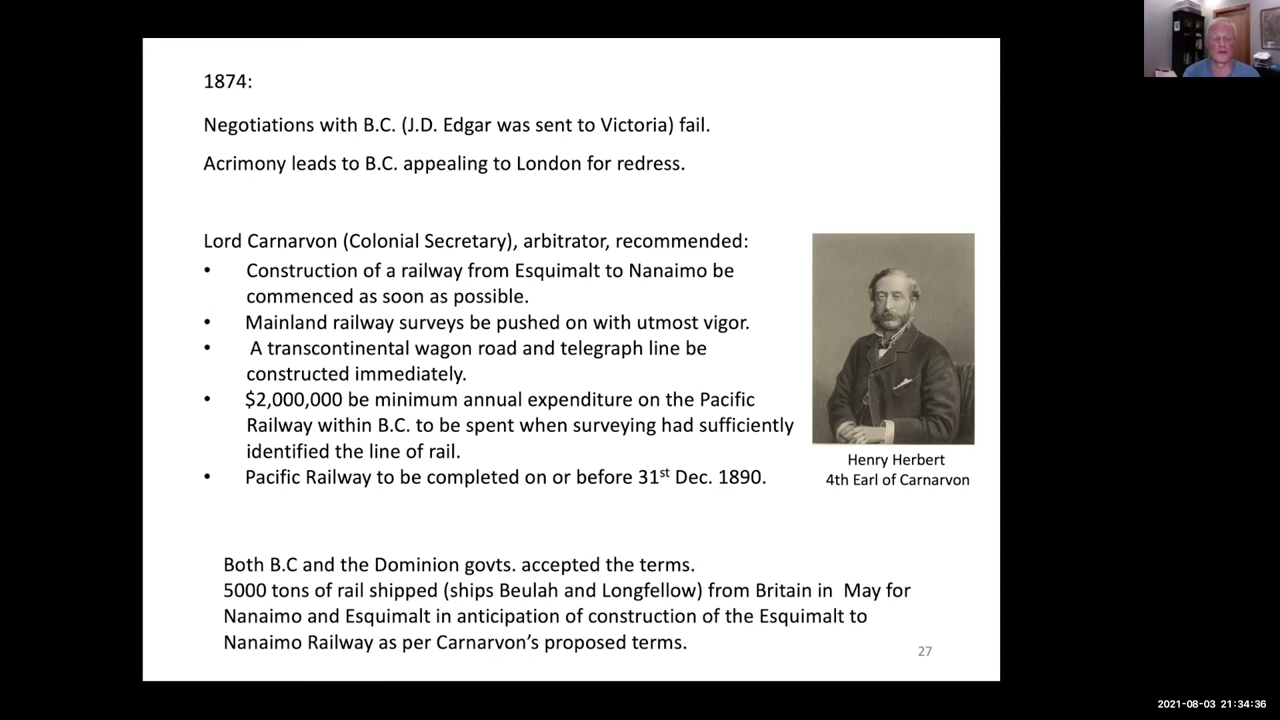 1874:
Negotiations with B.C. (J.D. Edgar was sent to Victoria) fail.
Acrimony leads to B.C. appealing to London for redress.
Lord Carnarvon (Colonial Secretary), arbitrator, recommended:
• Construction of a railway from Esquimalt to Nanaimo be
commenced as soon as possible.
• Mainland railway surveys be pushed on with utmost vigor.
• A transcontinental wagon road and telegraph line be
constructed immediately.
• $2,000,000 be minimum annual expenditure on the Pacific
Railway within B.C. to be spent when surveying had sufficiently
identified the line of rail.
• Pacific Railway to be completed on or before 31st Dec. 1890.
Henry Herbert
4th Earl of Carnarvon
Both B.C and the Dominion govts. accepted the terms.
5000 tons of rail shipped (ships Beulah and Longfellow) from Britain in May for
Nanaimo and Esquimalt in anticipation of construction of the Esquimalt to
Nanaimo Railway as per Carnarvon’s proposed terms.
27
2021-08-03 21:34:36